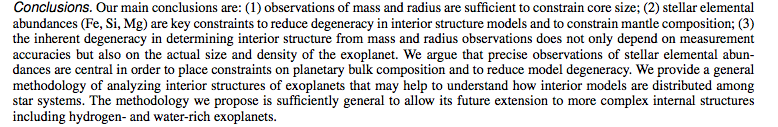 Conclusions. Our main conclusions are: (1) observations of mass and radius are sufficient to constrain core size; (2) stellar elemental
abundances (Fe, Si, Mg) are key constraints to reduce degeneracy in interior structure models and to constrain mantle composition; (3)
the inherent degeneracy in determining interior structure from mass and radius observations does not only depend on measurement
accuracies but also on the actual size and density of the exoplanet. We argue that precise observations of stellar elemental abun-
dances are central in order to place constraints on planetary bulk composition and to reduce model degeneracy. We provide a general
methodology of analyzing interior structures of exoplanets that may help to understand how interior models are distributed among
star systems. The methodology we propose is sufficiently general to allow its future extension to more complex internal structures
including hydrogen- and water-rich exoplanets.